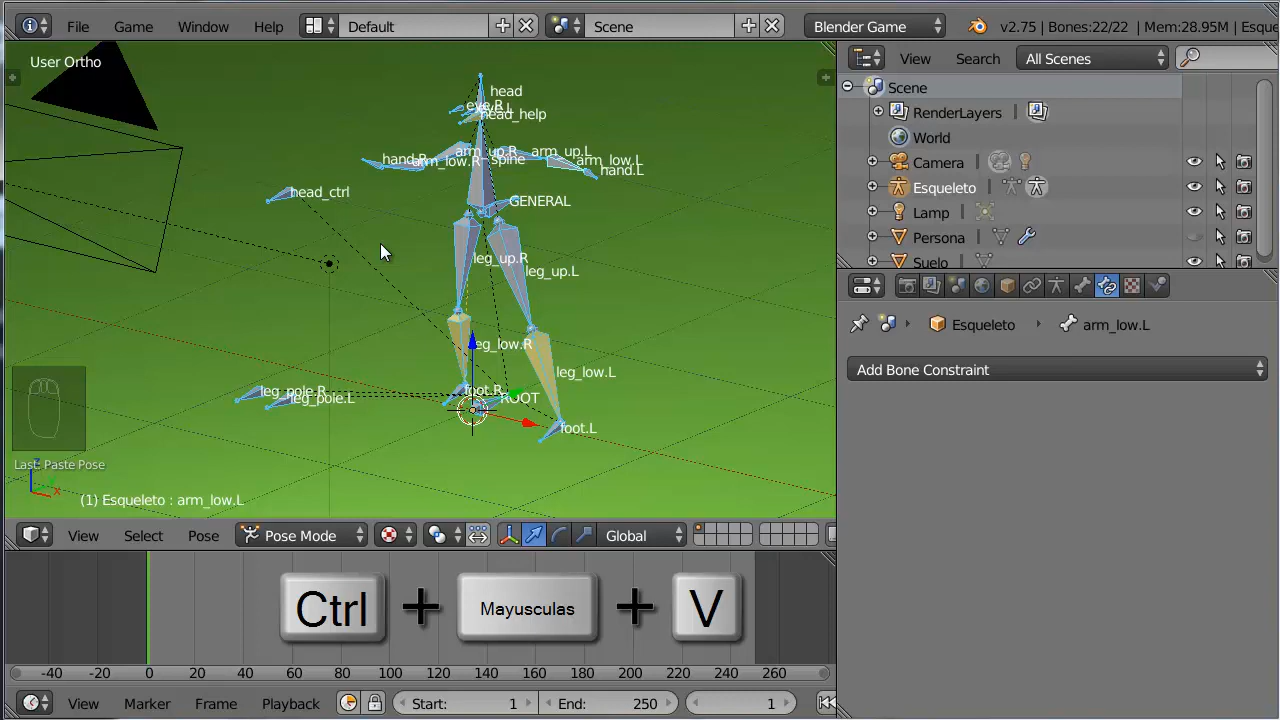 File Game Window Help Default Scene Blender Game v2.75 | Bones:22/22 | Mem:28.95M | Esque
User Ortho
View Search All Scenes
Scene
RenderLayers
World
Camera
Esqueleto
Lamp
Persona
Suelo
head
eye.R
head_help
arm_up.R
arm_up.L
hand.R
arm_low.R
spine
arm_low.L
hand.L
head_ctrl
GENERAL
leg_up.R
leg_up.L
leg_low.R
leg_low.L
leg_pole.R
leg_pole.L
foot.R
ROOT
foot.L
Last: Paste Pose
z
x
(1) Esqueleto : arm_low.L
Esqueleto arm_low.L
Add Bone Constraint
View Select Pose Pose Mode Global
Ctrl + Mayusculas + V
-40 -20 0 20 40 60 80 100 120 140 160 180 200 220 240 260
View Marker Frame Playback Start: 1 End: 250 1